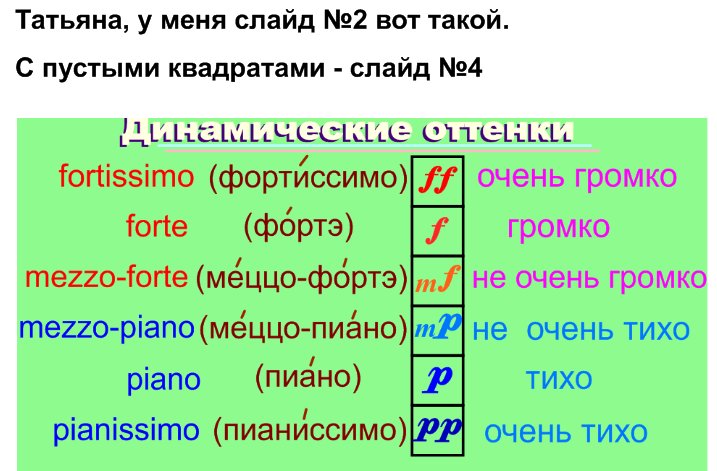 Татьяна, у меня слайд №2 вот такой.
С пустыми квадратами - слайд №4
Динамические оттенки
fortissimo (форти́ссимо) ff очень громко
forte (фо́ртэ) f громко
mezzo-forte (ме́ццо-фо́ртэ) mf не очень громко
mezzo-piano (ме́ццо-пиа́но) mp не очень тихо
piano (пиа́но) p тихо
pianissimo (пиани́ссимо) pp очень тихо